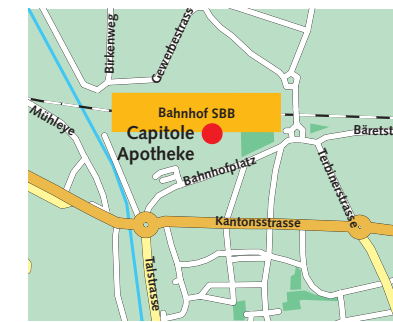 Birkenweg
Gewerbestrass
Bahnhof SBB
Mühleye
Capitole
Apotheke
Bärets
Bahnhofplatz
Terbinerstrasse
Kantonsstrasse
Talstrasse